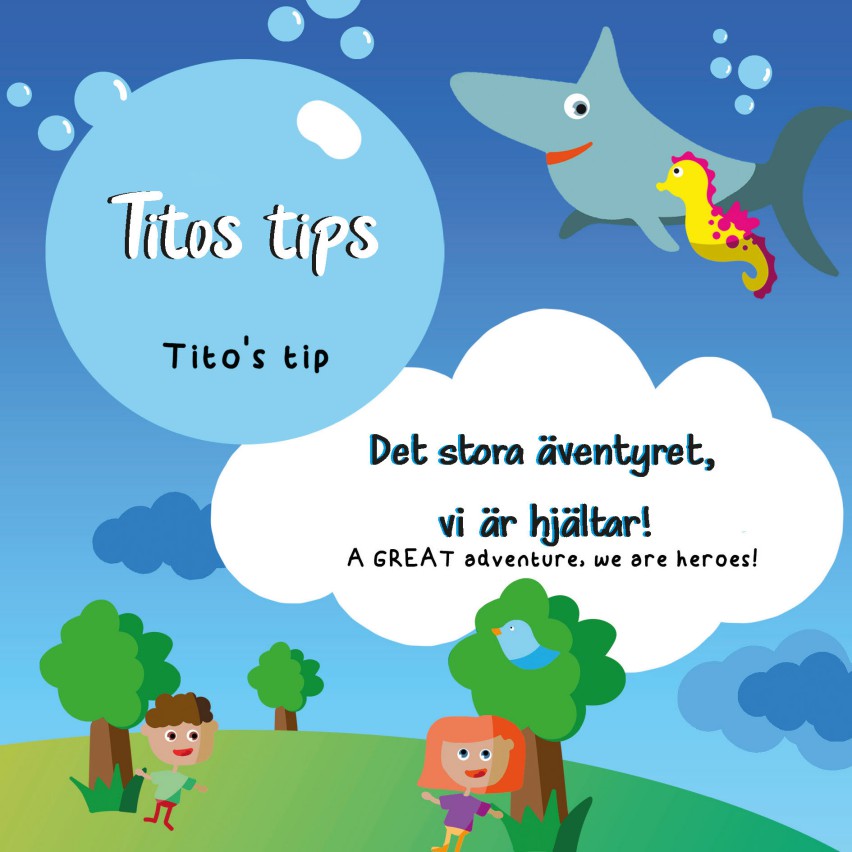 Titos tips
Tito's tip
Det stora äventyret,
vi är hjältar!
A GREAT adventure, we are heroes!